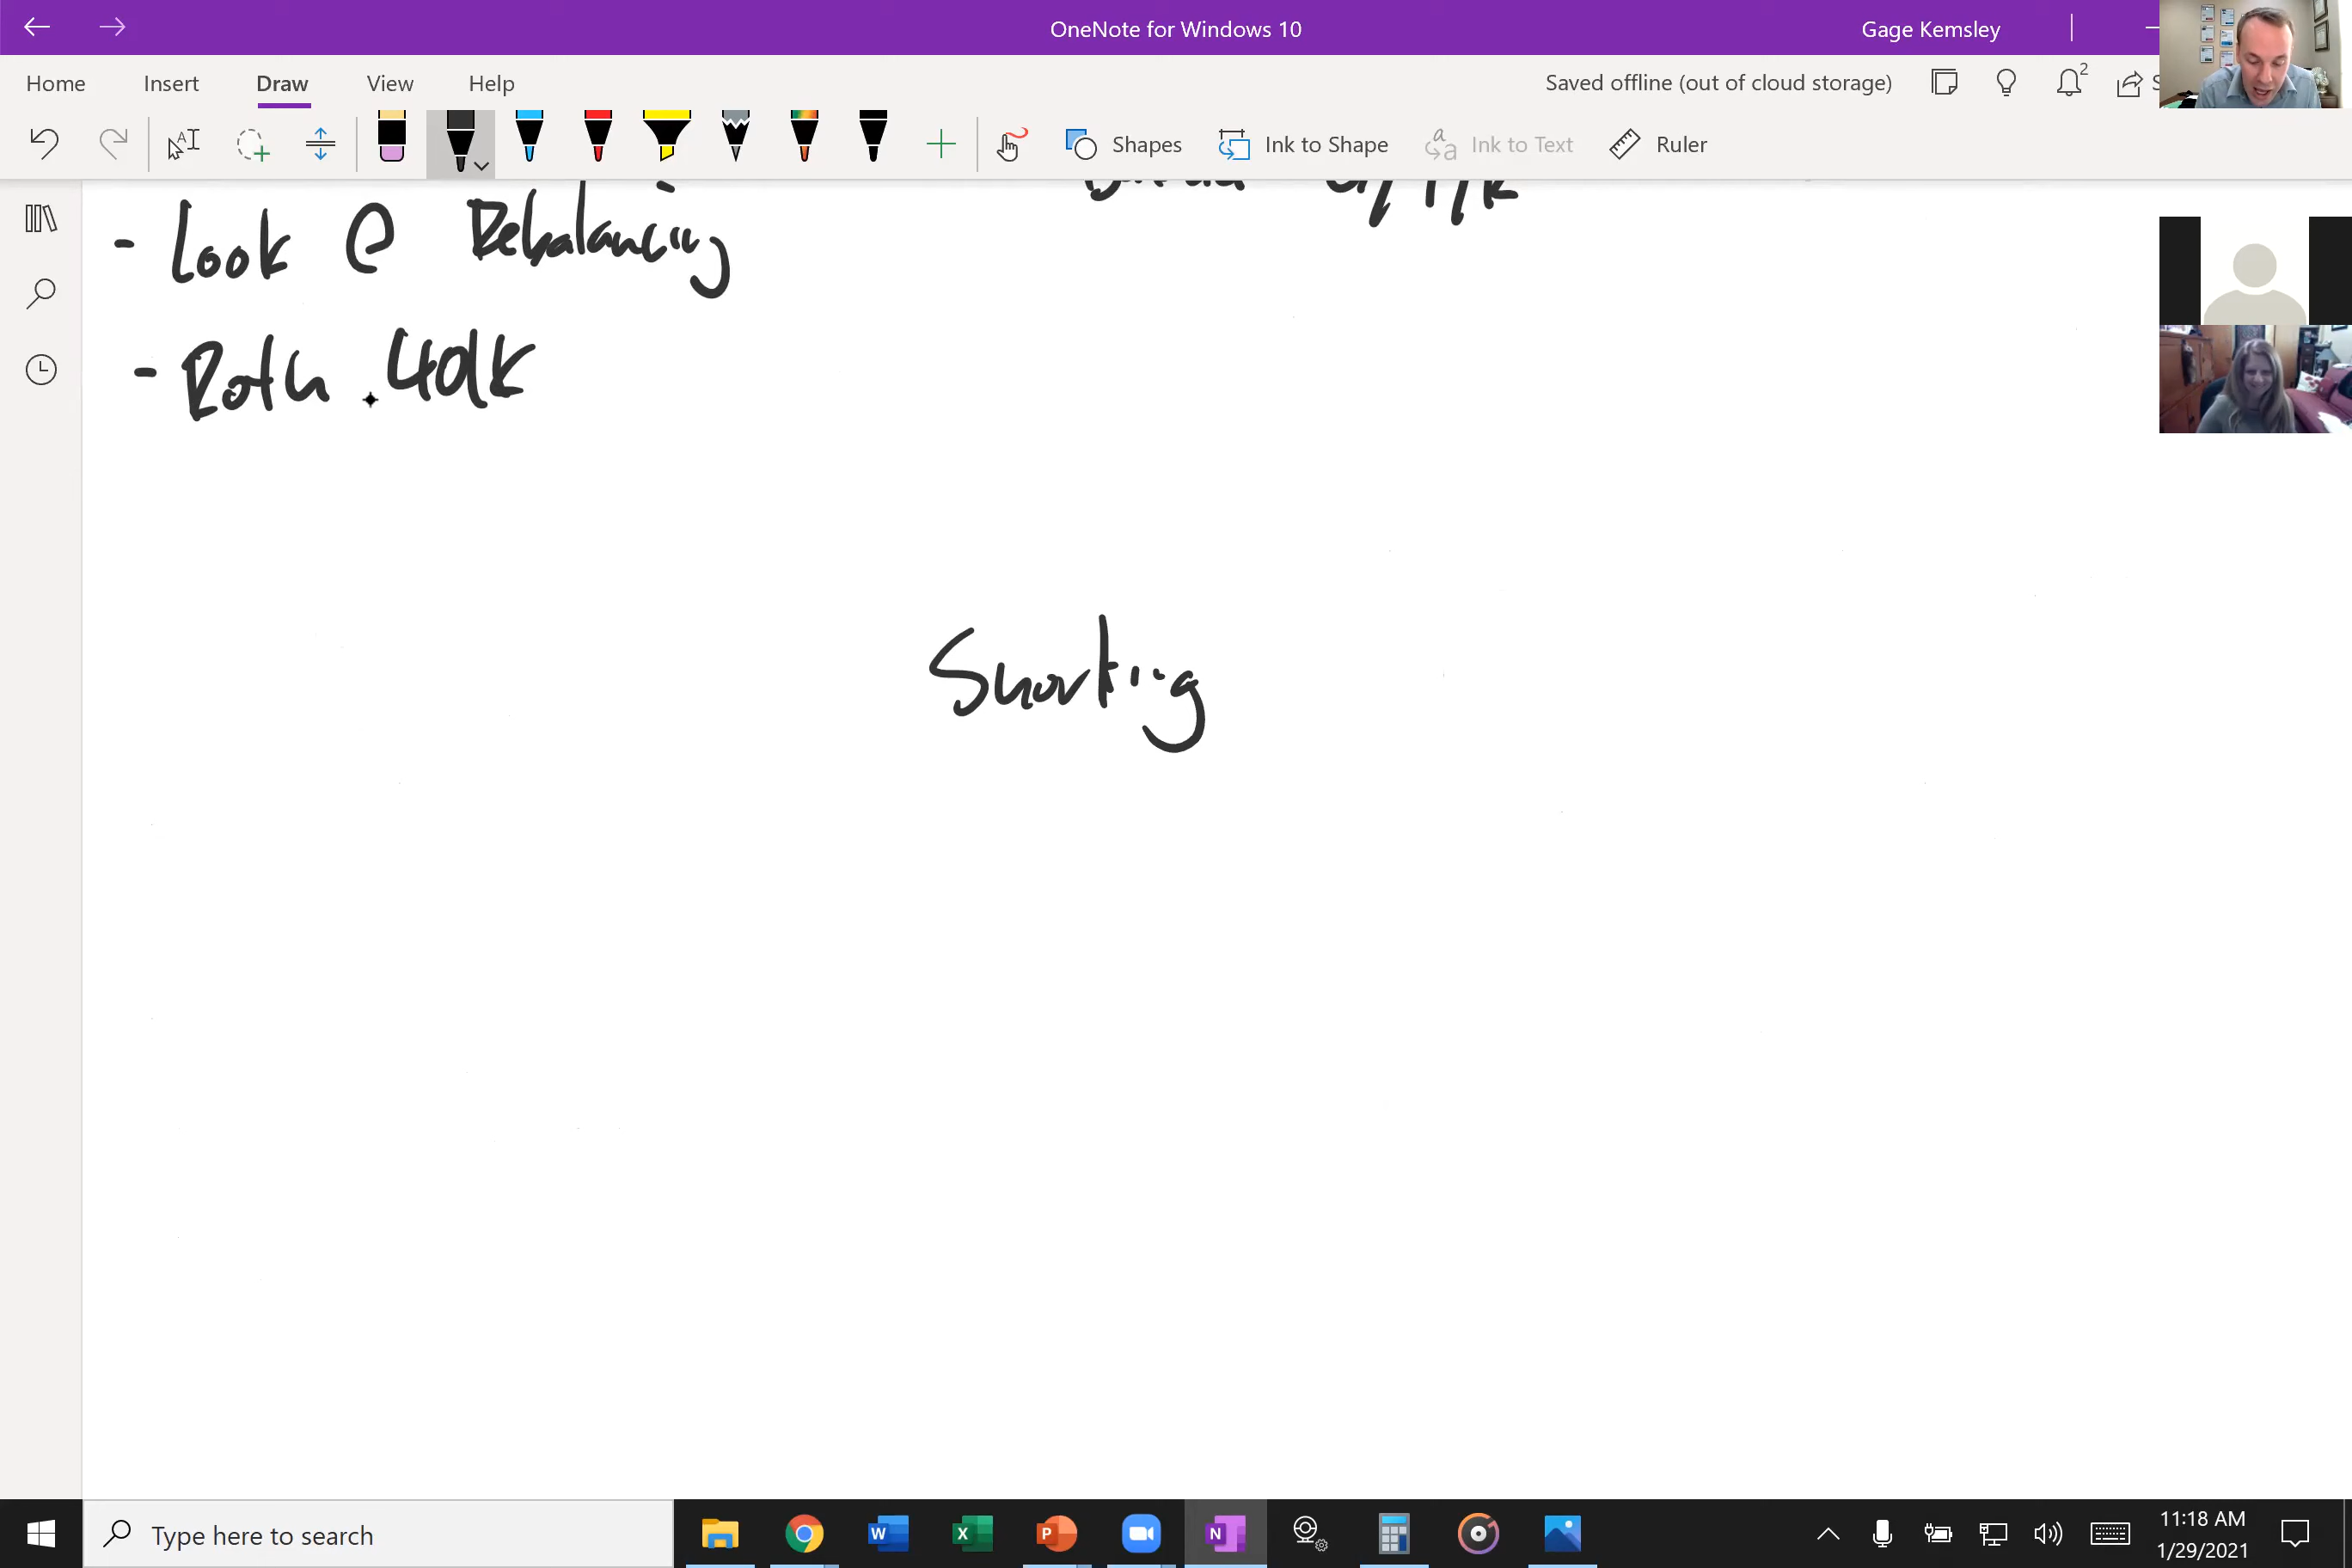 OneNote for Windows 10
Gage Kemsley
Home Insert Draw View Help
Saved offline (out of cloud storage)
2
Shapes
Ink to Shape
Ink to Text
Ruler
- Look @ Rebalancing
- Roth 401k
Shorting
Type here to search
11:18 AM
1/29/2021